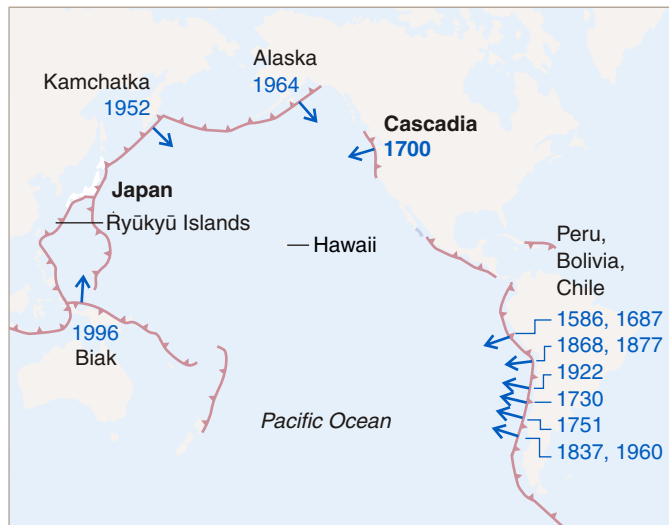 Alaska
1964
Kamchatka
1952
Cascadia
1700
Japan
Ryūkyū Islands
Hawaii
Peru,
Bolivia,
Chile
1586, 1687
1868, 1877
1922
1730
1751
1837, 1960
1996
Biak
Pacific Ocean